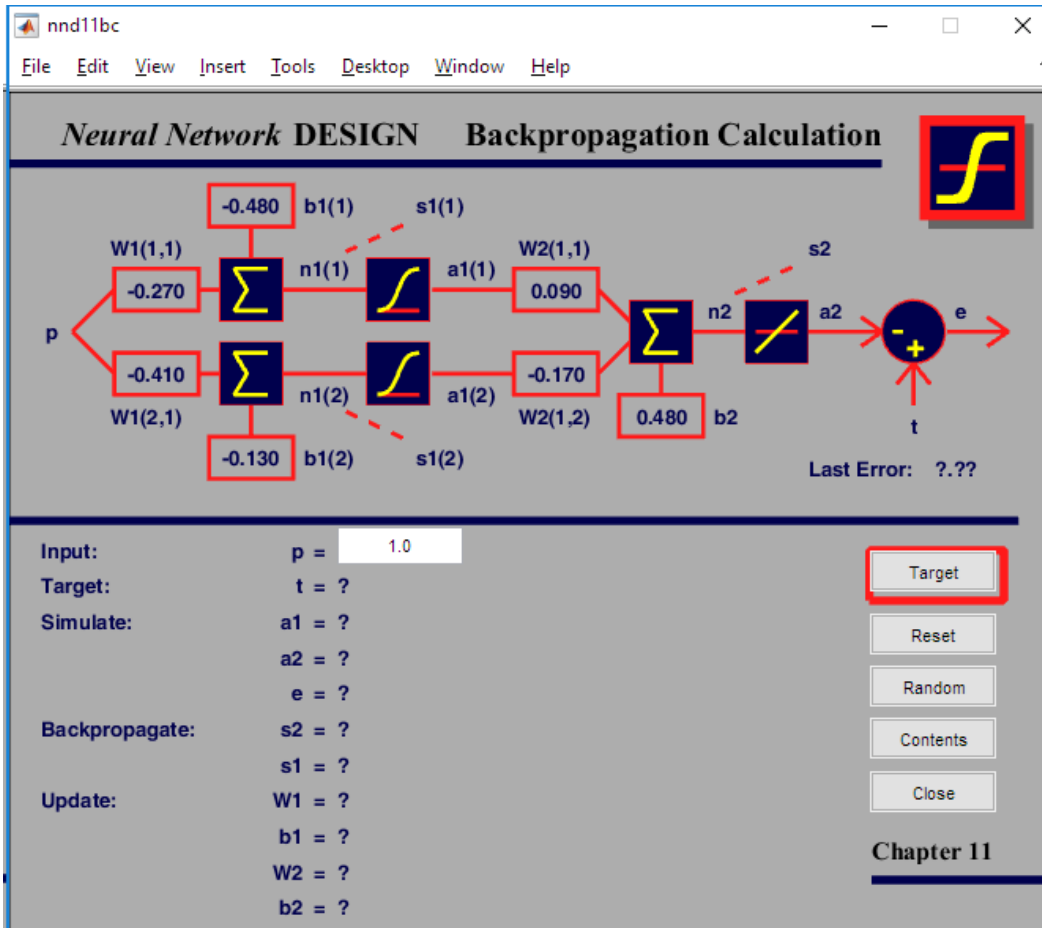 nnd11bc
File Edit View Insert Tools Desktop Window Help
Neural Network DESIGN Backpropagation Calculation
-0.480 b1(1) s1(1)
W1(1,1) W2(1,1) s2
n1(1) a1(1)
-0.270 0.090
n2 a2 e
p
- +
-0.410 -0.170
n1(2) a1(2)
W1(2,1) W2(1,2) 0.480 b2 t
-0.130 b1(2) s1(2)
Last Error: ?.??
Input: p = 1.0
Target
Target: t = ?
Simulate: a1 = ?
Reset
a2 = ?
e = ?
Random
Backpropagate: s2 = ?
Contents
s1 = ?
Update: W1 = ?
Close
b1 = ?
Chapter 11
W2 = ?
b2 = ?